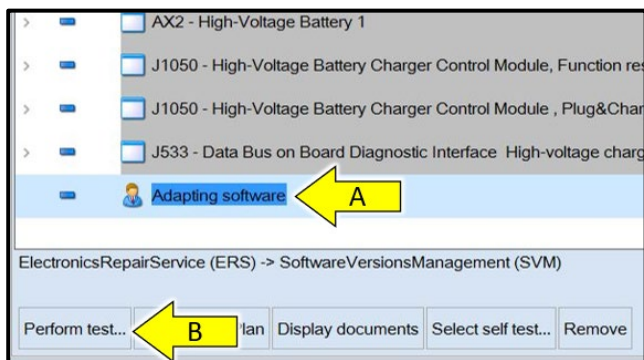 AX2 - High-Voltage Battery 1
J1050 - High-Voltage Battery Charger Control Module, Function res
J1050 - High-Voltage Battery Charger Control Module , Plug&Char
J533 - Data Bus on Board Diagnostic Interface High-voltage charg
Adapting software
A
ElectronicsRepairService (ERS) -> SoftwareVersionsManagement (SVM)
Perform test... B lan Display documents Select self test... Remove